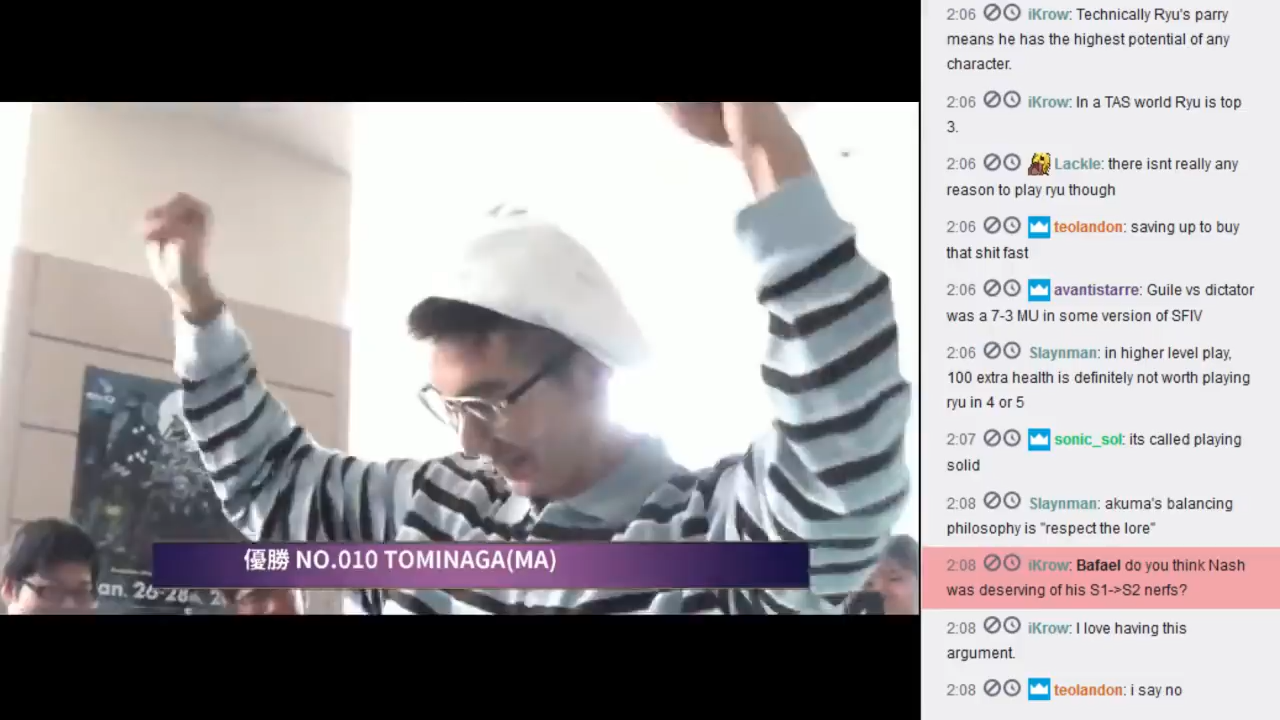 優勝 NO.010 TOMINAGA(MA)
an. 26-28
2:06 iKrow: Technically Ryu's parry
means he has the highest potential of any
character.
2:06 iKrow: In a TAS world Ryu is top
3.
2:06 Lackle: there isnt really any
reason to play ryu though
2:06 teolandon: saving up to buy
that shit fast
2:06 avantistarre: Guile vs dictator
was a 7-3 MU in some version of SFIV
2:06 Slaynman: in higher level play,
100 extra health is definitely not worth playing
ryu in 4 or 5
2:07 sonic_sol: its called playing
solid
2:08 Slaynman: akuma's balancing
philosophy is "respect the lore"
2:08 iKrow: Bafael do you think Nash
was deserving of his S1->S2 nerfs?
2:08 iKrow: I love having this
argument.
2:08 teolandon: i say no